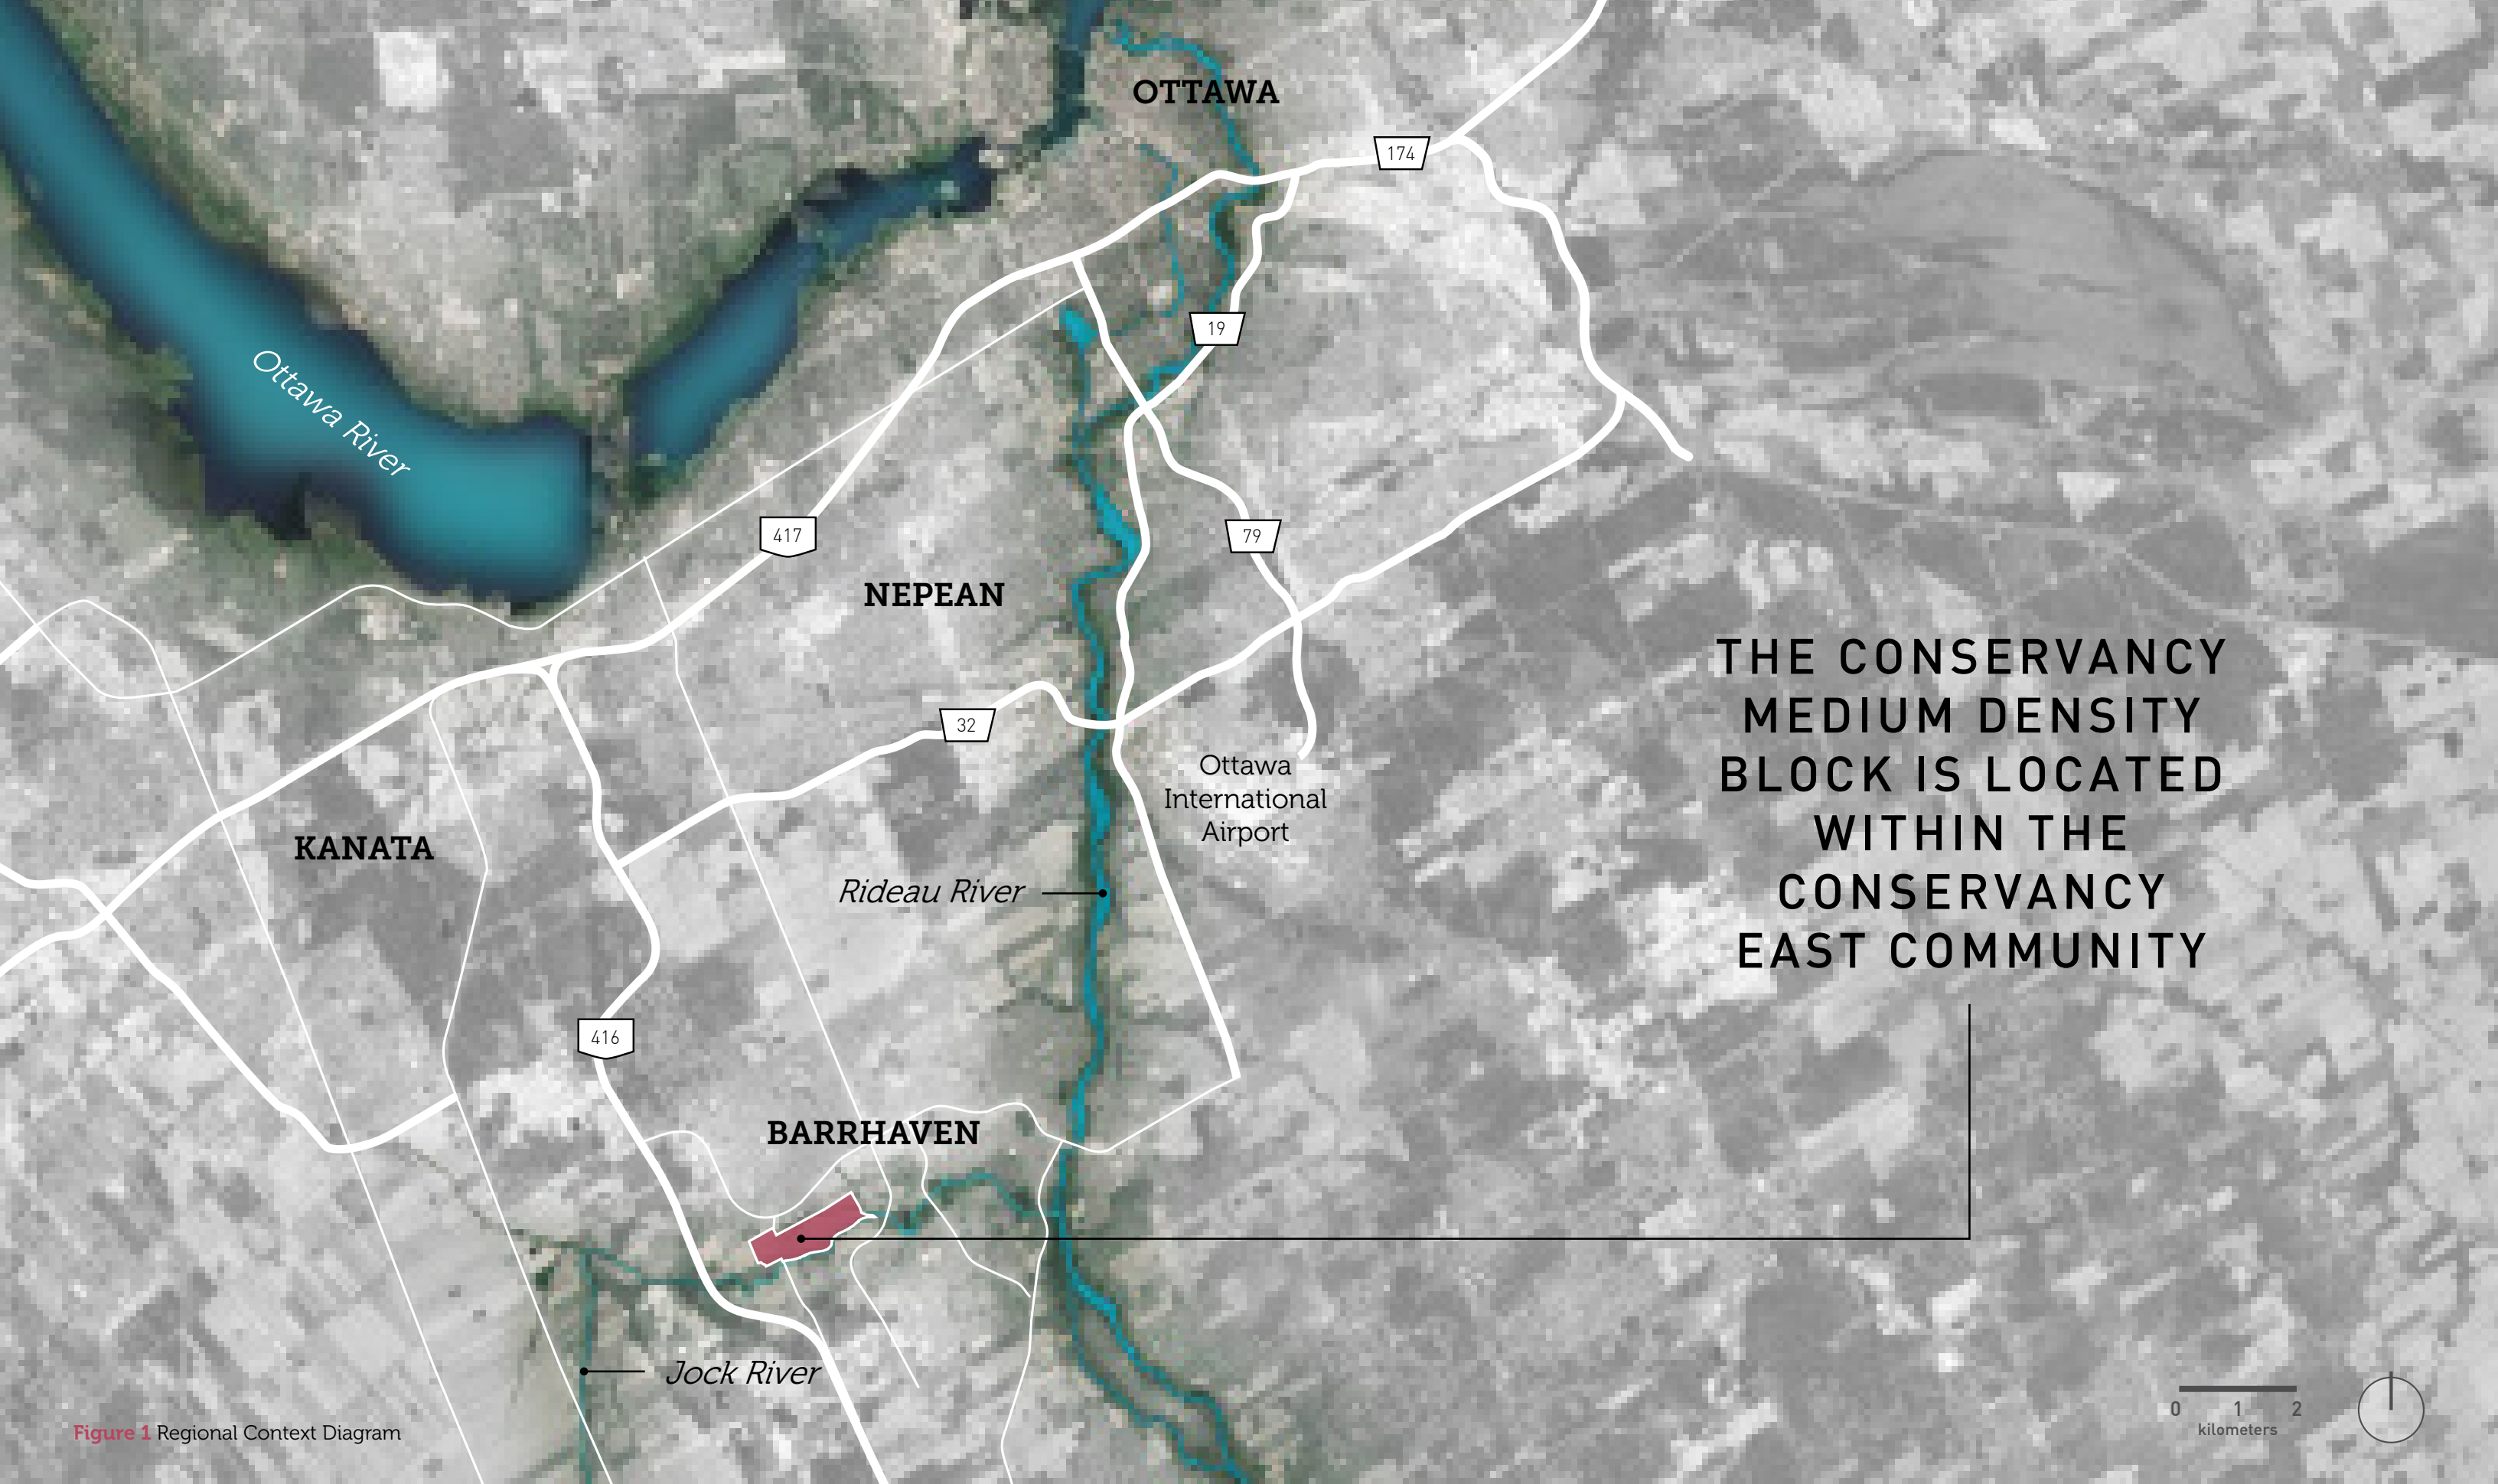 OTTAWA
174
19
Ottawa River
417
79
NEPEAN
THE CONSERVANCY
MEDIUM DENSITY
BLOCK IS LOCATED
WITHIN THE
CONSERVANCY
EAST COMMUNITY
32
Ottawa
International
Airport
KANATA
Rideau River
416
BARRHAVEN
Jock River
0 1 2
kilometers
Figure 1 Regional Context Diagram